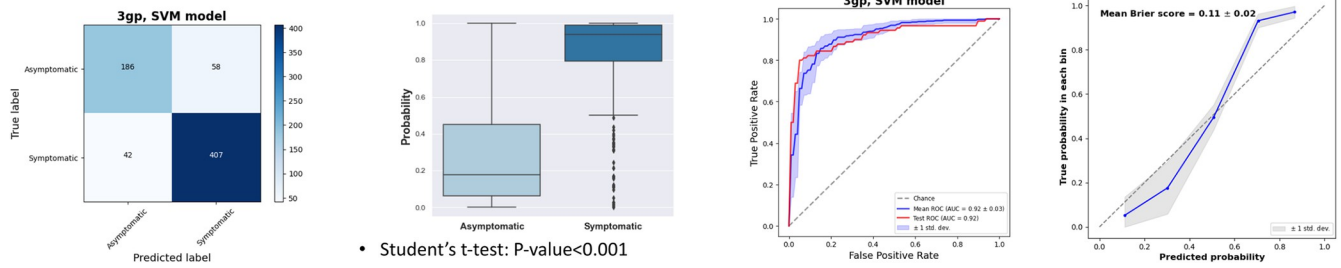 3gp, SVM model
True label
Asymptomatic
Symptomatic
186
58
42
407
Asymptomatic
Symptomatic
Predicted label
400
350
300
250
200
150
100
50
Probability
1.0
0.8
0.6
0.4
0.2
0.0
Asymptomatic
Symptomatic
• Student's t-test: P-value<0.001
3gp, SVM model
True Positive Rate
1.0
0.8
0.6
0.4
0.2
0.0
Chance
Mean ROC (AUC = 0.92 ± 0.03)
Test ROC (AUC = 0.92)
± 1 std. dev.
0.0 0.2 0.4 0.6 0.8 1.0
False Positive Rate
Mean Brier score = 0.11 ± 0.02
True probability in each bin
1.0
0.8
0.6
0.4
0.2
0.0
± 1 std. dev.
0.0 0.2 0.4 0.6 0.8 1.0
Predicted probability